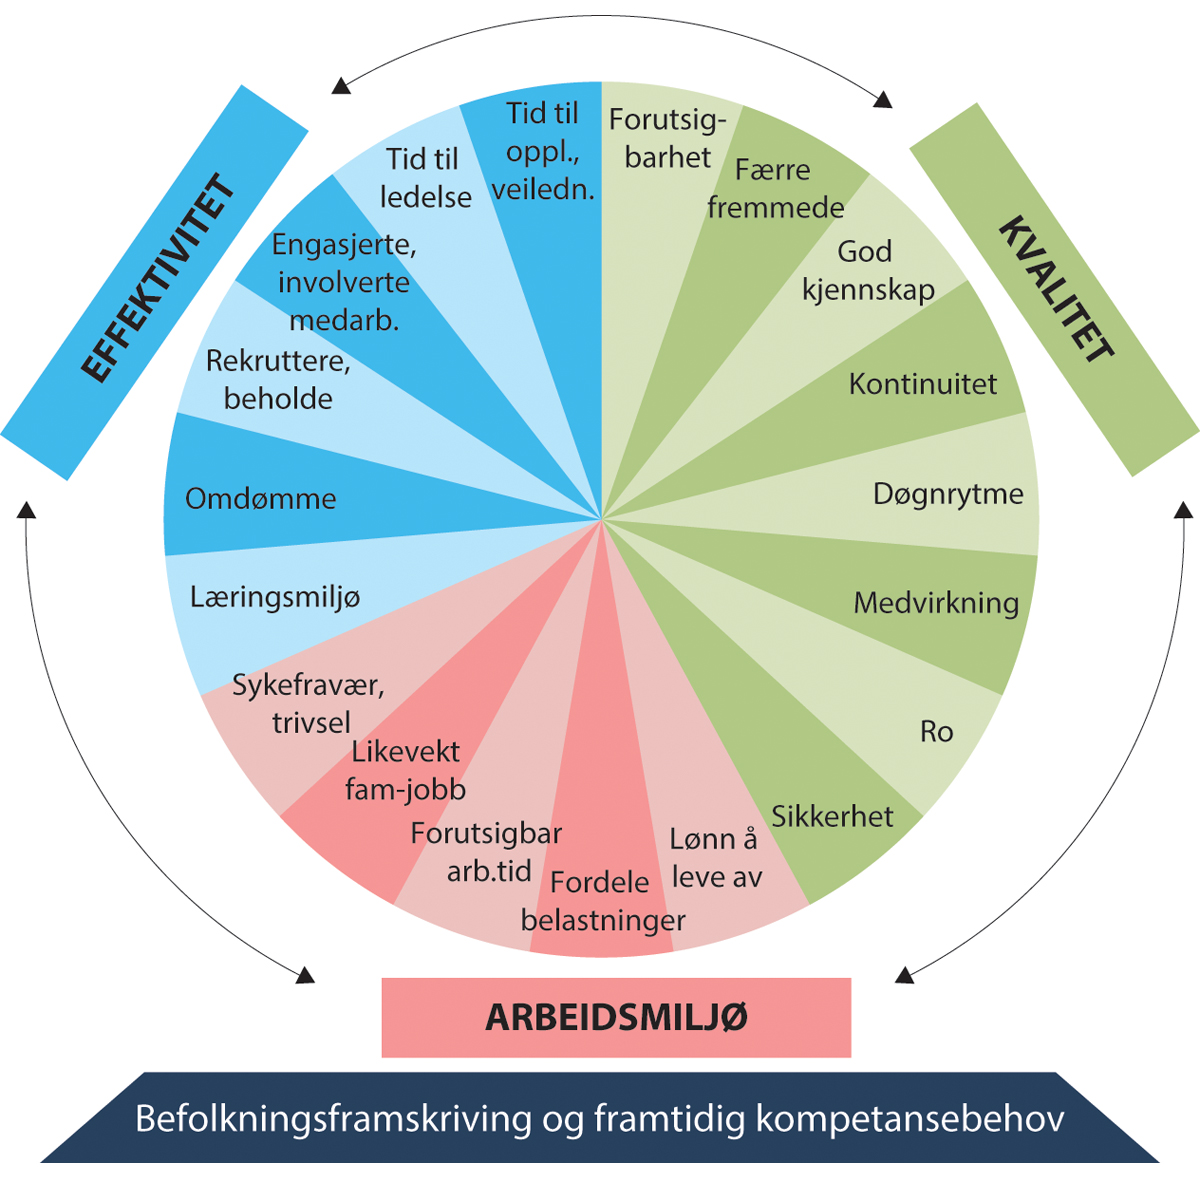 EFFEKTIVITET
KVALITET
Forutsig-
barhet
Færre
fremmede
God
kjennskap
Kontinuitet
Døgnrytme
Medvirkning
Ro
Sikkerhet
Lønn å
leve av
Fordele
belastninger
Forutsigbar
arb.tid
Likevekt
fam-jobb
Sykefravær,
trivsel
Læringsmiljø
Omdømme
Rekruttere,
beholde
Engasjerte,
involverte
medarb.
Tid til
ledelse
Tid til
oppl.,
veiledn.
ARBEIDSMILJØ
Befolkningsframskriving og framtidig kompetansebehov